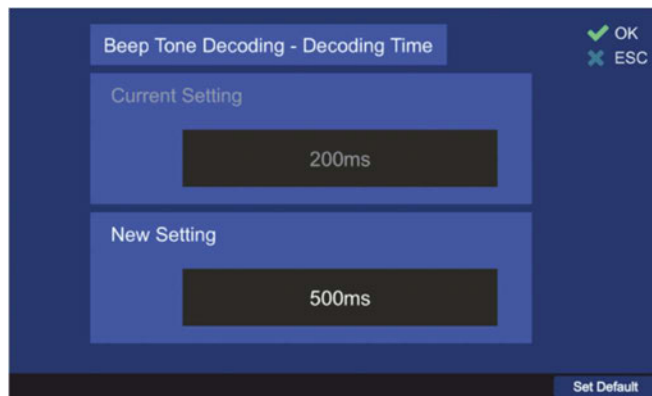 Beep Tone Decoding - Decoding Time
OK
ESC
Current Setting
200ms
New Setting
500ms
Set Default